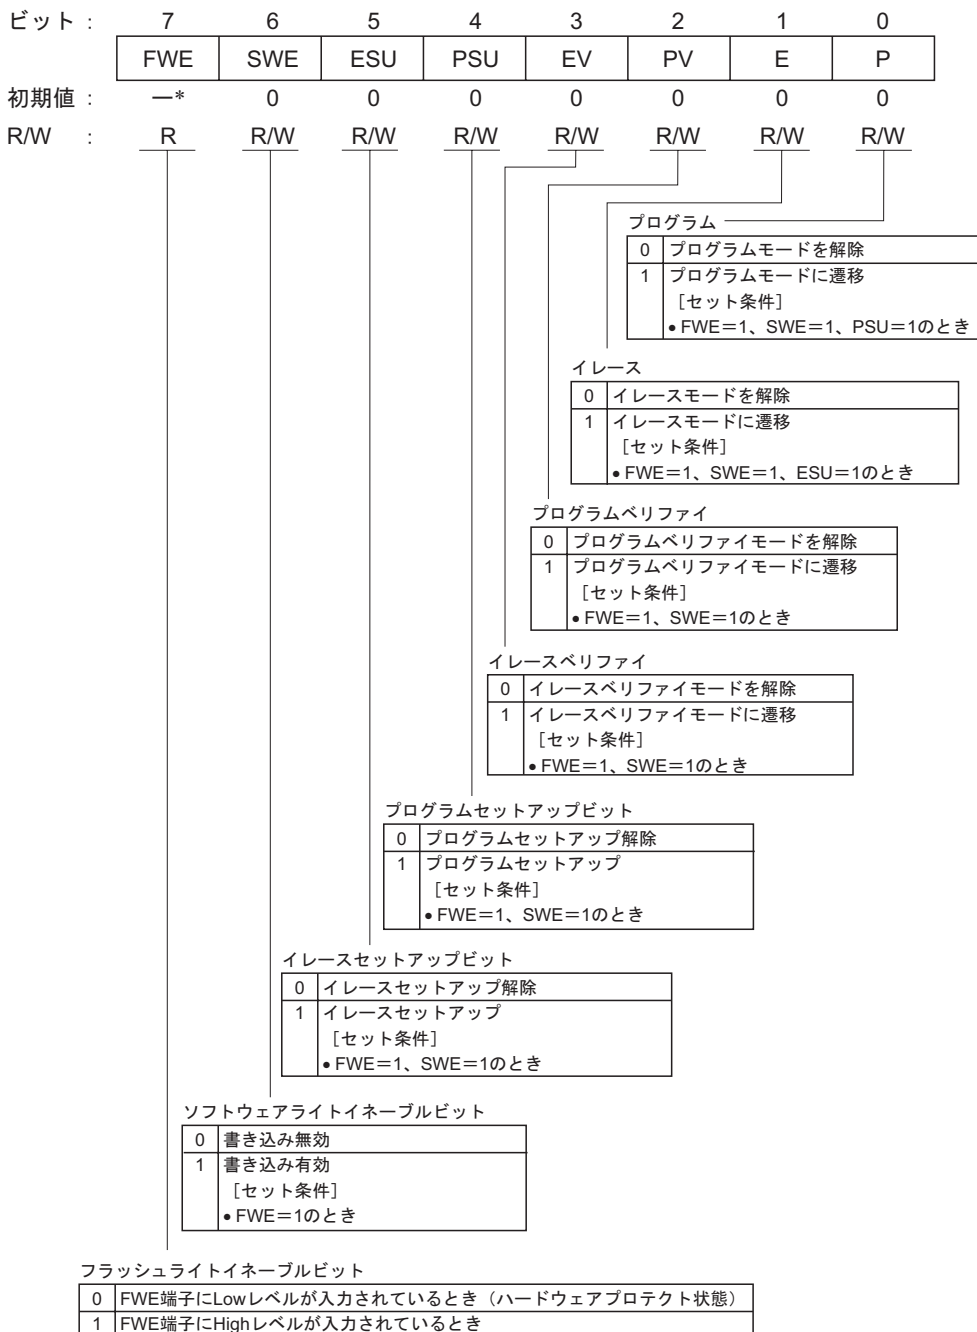 ビット : 7 6 5 4 3 2 1 0
FWE SWE ESU PSU EV PV E P
初期値 : —* 0 0 0 0 0 0 0
R/W : R R/W R/W R/W R/W R/W R/W R/W
プログラム
0 プログラムモードを解除
1 プログラムモードに遷移
［セット条件］
●FWE＝1、SWE＝1、PSU＝1のとき
イレース
0 イレースモードを解除
1 イレースモードに遷移
［セット条件］
●FWE＝1、SWE＝1、ESU＝1のとき
プログラムベリファイ
0 プログラムベリファイモードを解除
1 プログラムベリファイモードに遷移
［セット条件］
●FWE＝1、SWE＝1のとき
イレースベリファイ
0 イレースベリファイモードを解除
1 イレースベリファイモードに遷移
［セット条件］
●FWE＝1、SWE＝1のとき
プログラムセットアップビット
0 プログラムセットアップ解除
1 プログラムセットアップ
［セット条件］
●FWE＝1、SWE＝1のとき
イレースセットアップビット
0 イレースセットアップ解除
1 イレースセットアップ
［セット条件］
●FWE＝1、SWE＝1のとき
ソフトウェアライトイネーブルビット
0 書き込み無効
1 書き込み有効
［セット条件］
●FWE＝1のとき
フラッシュライトイネーブルビット
0 FWE端子にLowレベルが入力されているとき（ハードウェアプロテクト状態）
1 FWE端子にHighレベルが入力されているとき